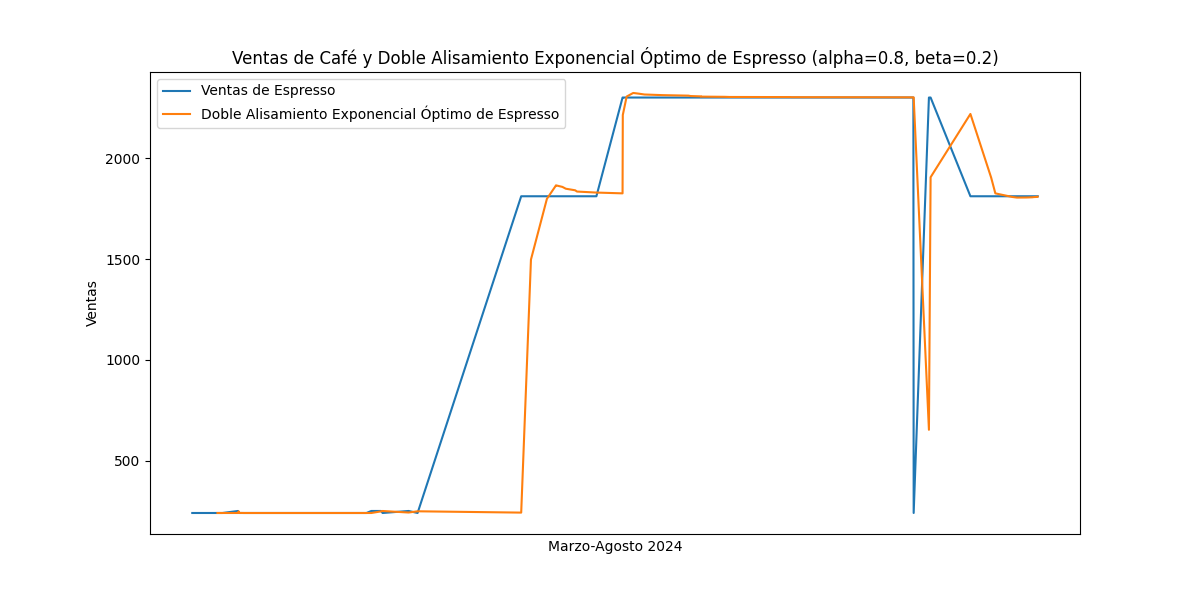 Ventas de Café y Doble Alisamiento Exponencial Óptimo de Espresso (alpha=0.8, beta=0.2)
Ventas de Espresso
Doble Alisamiento Exponencial Óptimo de Espresso
2000
1500
1000
500
Ventas
Marzo-Agosto 2024